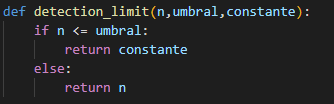 def detection_limit(n,umbral,constante):
    if n <= umbral:
        return constante
    else:
        return n